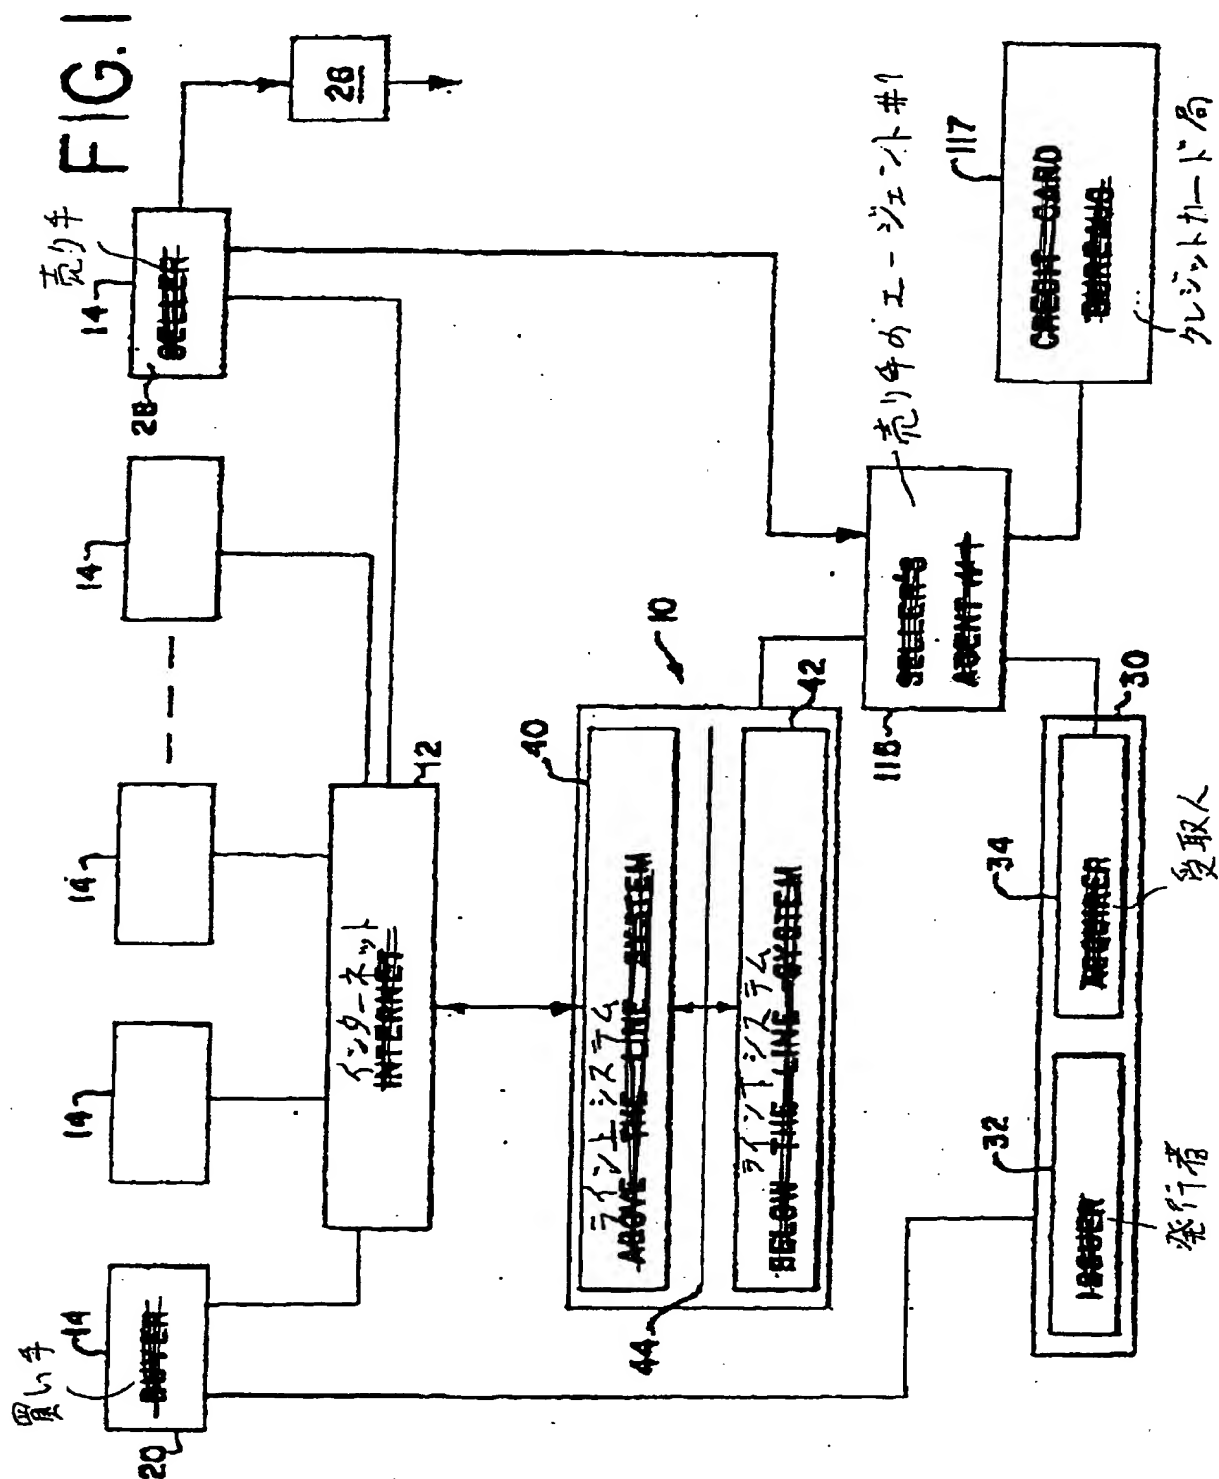 FIG. 1
買い手
14
BUYER
20
14
14
14
売り手
14
SELLER
28
28
インターネット
INTERNET
12
10
40
ライン上システム
ABOVE THE LINE SYSTEM
44
ライン下システム
BELOW THE LINE SYSTEM
42
売り手のエージェント#1
SELLER'S
AGENT #1
118
117
CREDIT CARD
BUREAUS
クレジットカード局
30
32
ISSUER
発行者
34
ACQUIRER
受取人